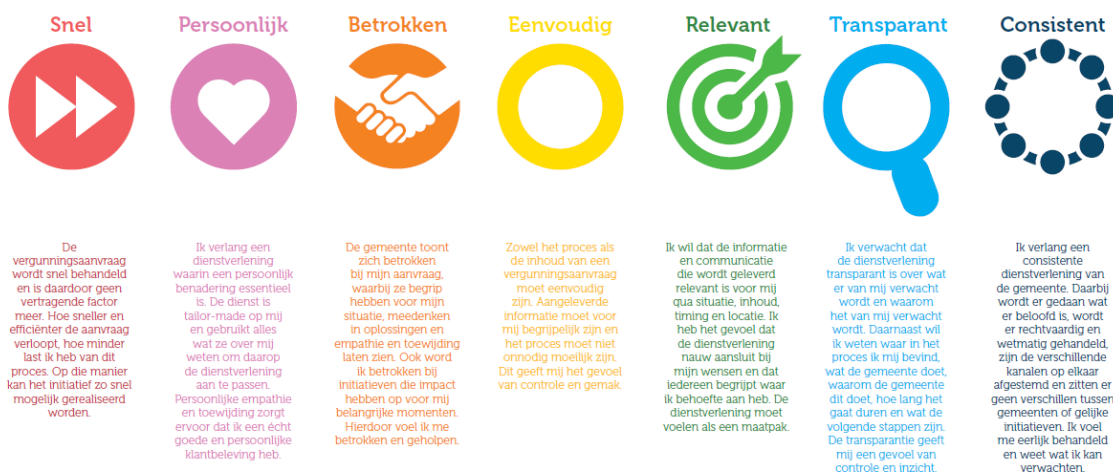 Snel
De
vergunningsaanvraag
wordt snel behandeld
en is daardoor geen
vertragende factor
meer. Hoe sneller en
efficiënter de aanvraag
verloopt, hoe minder
last ik heb van dit
proces. Op die manier
kan het initiatief zo snel
mogelijk gerealiseerd
worden.
Persoonlijk
Ik verlang een
dienstverlening
waarin een persoonlijk
benadering essentieel
is. De dienst is
tailor-made op mij
en gebruikt alles
wat ze over mij
weten om daarop
de dienstverlening
aan te passen.
Persoonlijke empathie
en toewijding zorgt
ervoor dat ik een écht
goede en persoonlijke
klantbeleving heb.
Betrokken
De gemeente toont
zich betrokken
bij mijn aanvraag,
waarbij ze begrip
hebben voor mijn
situatie, meedenken
in oplossingen en
empathie en toewijding
laten zien. Ook word
ik betrokken bij
initiatieven die impact
hebben op voor mij
belangrijke momenten.
Hierdoor voel ik me
betrokken en geholpen.
Eenvoudig
Zowel het proces als
de inhoud van een
vergunningsaanvraag
moet eenvoudig
zijn. Aangeleverde
informatie moet voor
mij begrijpelijk zijn en
het proces moet niet
onnodig moeilijk zijn.
Dit geeft mij het gevoel
van controle en gemak.
Relevant
Ik wil dat de informatie
en communicatie
die wordt geleverd
relevant is voor mij
qua situatie, inhoud,
timing en locatie. Ik
heb het gevoel dat
de dienstverlening
nauw aansluit bij
mijn wensen en dat
iedereen begrijpt waar
ik behoefte aan heb. De
dienstverlening moet
voelen als een maatpak.
Transparant
Ik verwacht dat
de dienstverlening
transparant is over wat
er van mij verwacht
wordt en waarom
het van mij verwacht
wordt. Daarnaast wil
ik weten waar in het
proces ik mij bevind,
wat de gemeente doet,
waarom de gemeente
dit doet, hoe lang het
gaat duren en wat de
volgende stappen zijn.
De transparantie geeft
mij een gevoel van
controle en inzicht.
Consistent
Ik verlang een
consistente
dienstverlening van
de gemeente. Daarbij
wordt er gedaan wat
er beloofd is, wordt
er rechtvaardig en
wetmatig gehandeld,
zijn de verschillende
kanalen op elkaar
afgestemd en zitten er
geen verschillen tussen
gemeenten of gelijke
initiatieven. Ik voel
me eerlijk behandeld
en weet wat ik kan
verwachten.